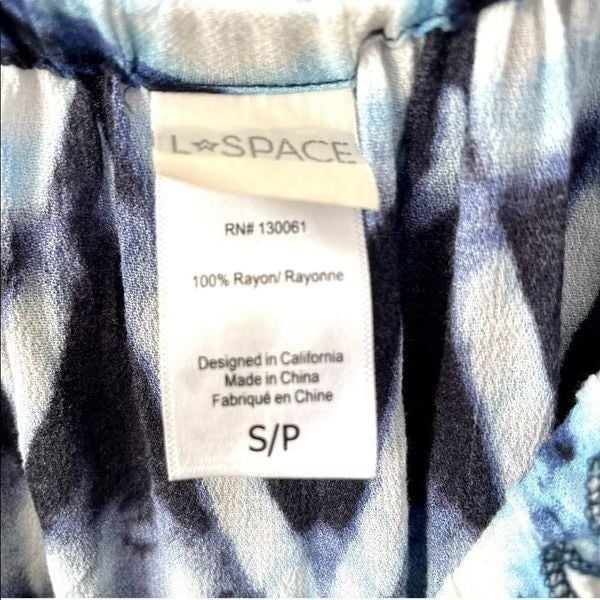 L☆SPACE
RN# 130061
100% Rayon/ Rayonne
Designed in California
Made in China
Fabriqué en Chine
S/P